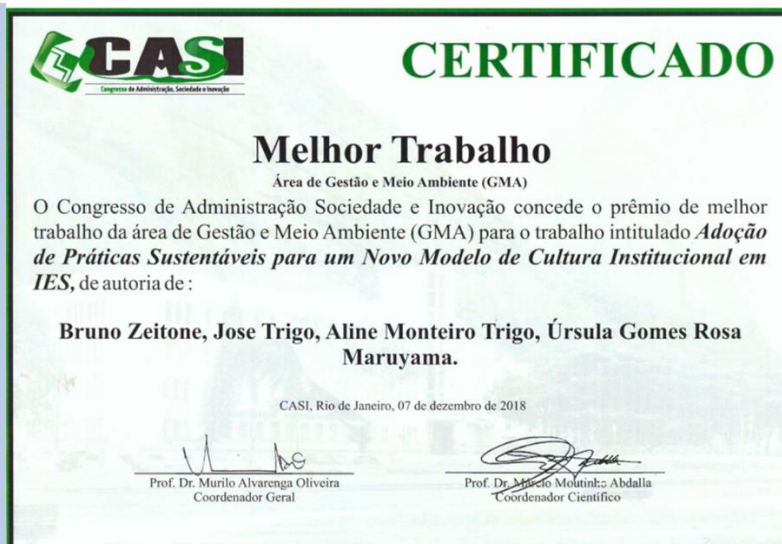 CASI
Congresso de Administração, Sociedade e Inovação
CERTIFICADO
Melhor Trabalho
Área de Gestão e Meio Ambiente (GMA)
O Congresso de Administração Sociedade e Inovação concede o prêmio de melhor
trabalho da área de Gestão e Meio Ambiente (GMA) para o trabalho intitulado Adoção
de Práticas Sustentáveis para um Novo Modelo de Cultura Institucional em
IES, de autoria de :
Bruno Zeitone, Jose Trigo, Aline Monteiro Trigo, Úrsula Gomes Rosa
Maruyama.
CASI, Rio de Janeiro, 07 de dezembro de 2018
Prof. Dr. Murilo Alvarenga Oliveira
Coordenador Geral
Prof. Dr. Márcio Moutinho Abdalla
Coordenador Científico